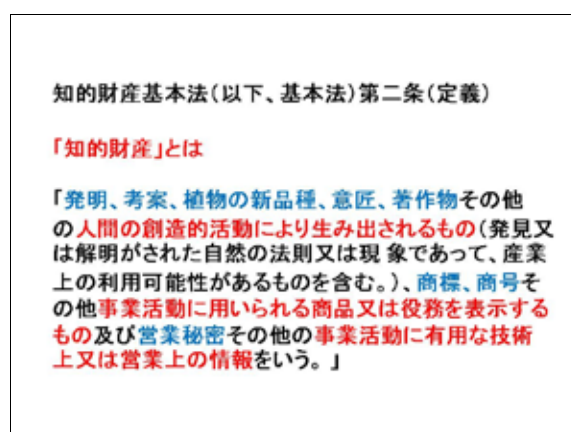 知的財産基本法(以下、基本法)第二条(定義)
「知的財産」とは
「発明、考案、植物の新品種、意匠、著作物その他
の人間の創造的活動により生み出されるもの(発見又
は解明がされた自然の法則又は現 象であって、産業
上の利用可能性があるものを含む。)、商標、商号そ
の他事業活動に用いられる商品又は役務を表示する
もの及び営業秘密その他の事業活動に有用な技術
上又は営業上の情報をいう。」